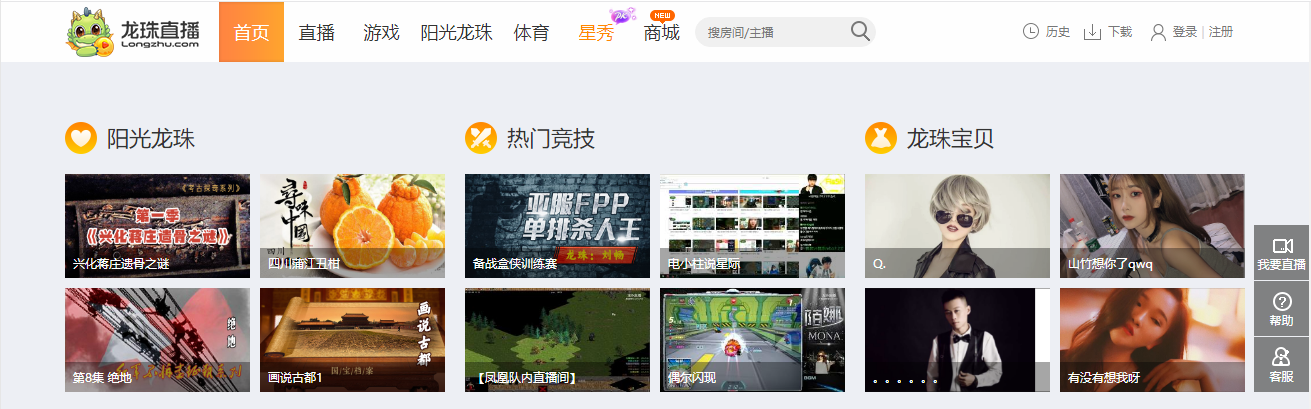 龙珠直播
Longzhu.com
首页
直播
游戏
阳光龙珠
体育
星秀
PK
商城
NEW
搜房间/主播
历史
下载
登录 | 注册
阳光龙珠
热门竞技
龙珠宝贝
《考古探奇系列》
第一季
《兴化蒋庄遗骨之谜》
兴化蒋庄遗骨之谜
寻味中国
四川
四川蒲江丑柑
亚服FPP
单排杀人王
龙珠：刘畅
备战盒侠训练赛
电小柱说星际
Q.
山竹想你了qwq
绝地
第8集 绝地
画说古都
国/宝/档/案
画说古都1
【凤凰队内直播间】
陌娜
MONA
偶尔闪现
。。。。。。
有没有想我呀
我要直播
帮助
客服